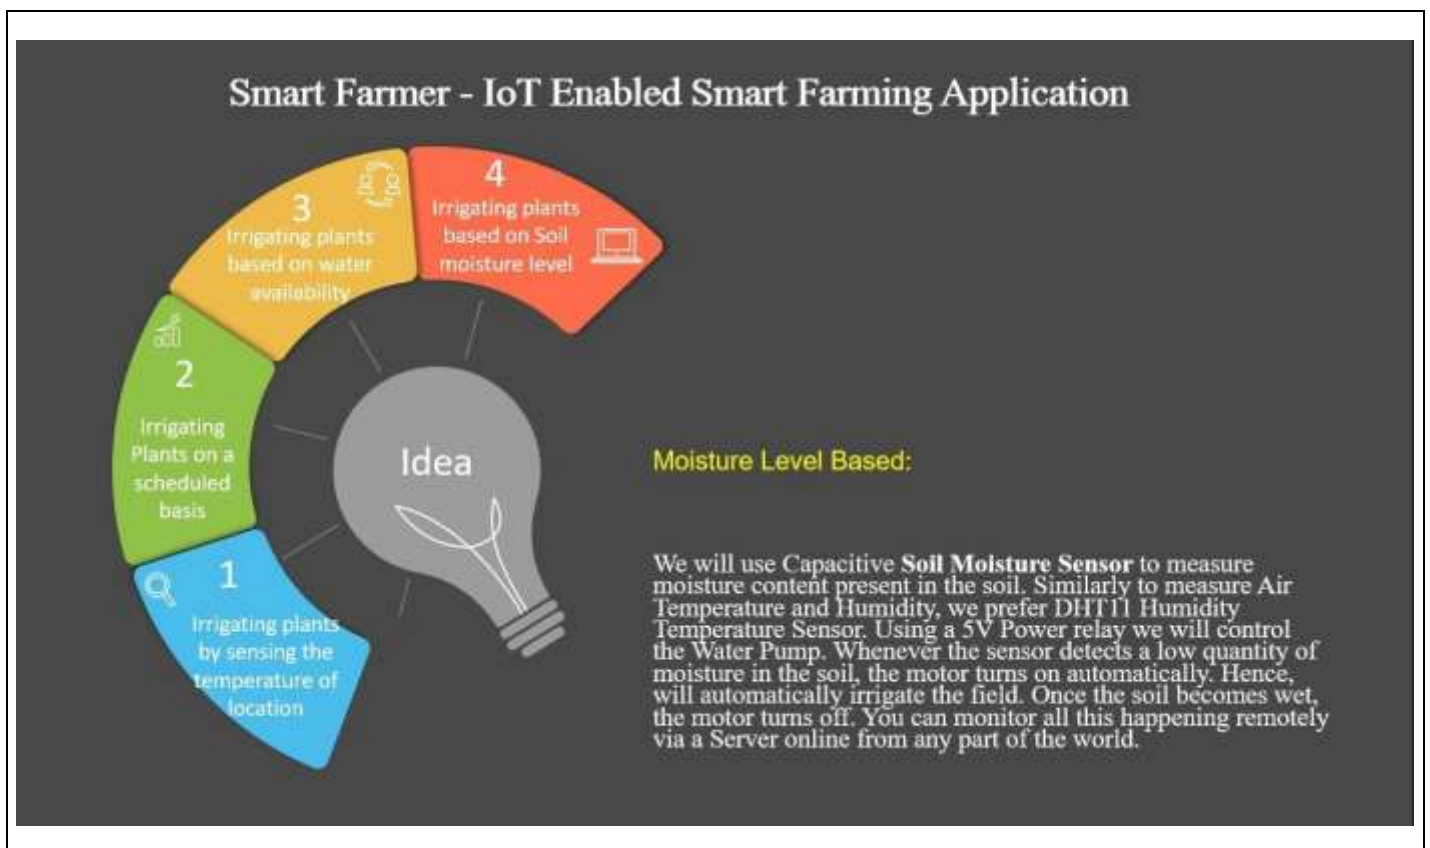 Smart Farmer - IoT Enabled Smart Farming Application
4
Irrigating plants
based on Soil
moisture level
3
Irrigating plants
based on water
availability
2
Irrigating
Plants on a
scheduled
basis
1
Irrigating plants
by sensing the
temperature of
location
Idea
Moisture Level Based:
We will use Capacitive Soil Moisture Sensor to measure
moisture content present in the soil. Similarly to measure Air
Temperature and Humidity, we prefer DHT11 Humidity
Temperature Sensor. Using a 5V Power relay we will control
the Water Pump. Whenever the sensor detects a low quantity of
moisture in the soil, the motor turns on automatically. Hence,
will automatically irrigate the field. Once the soil becomes wet,
the motor turns off. You can monitor all this happening remotely
via a Server online from any part of the world.